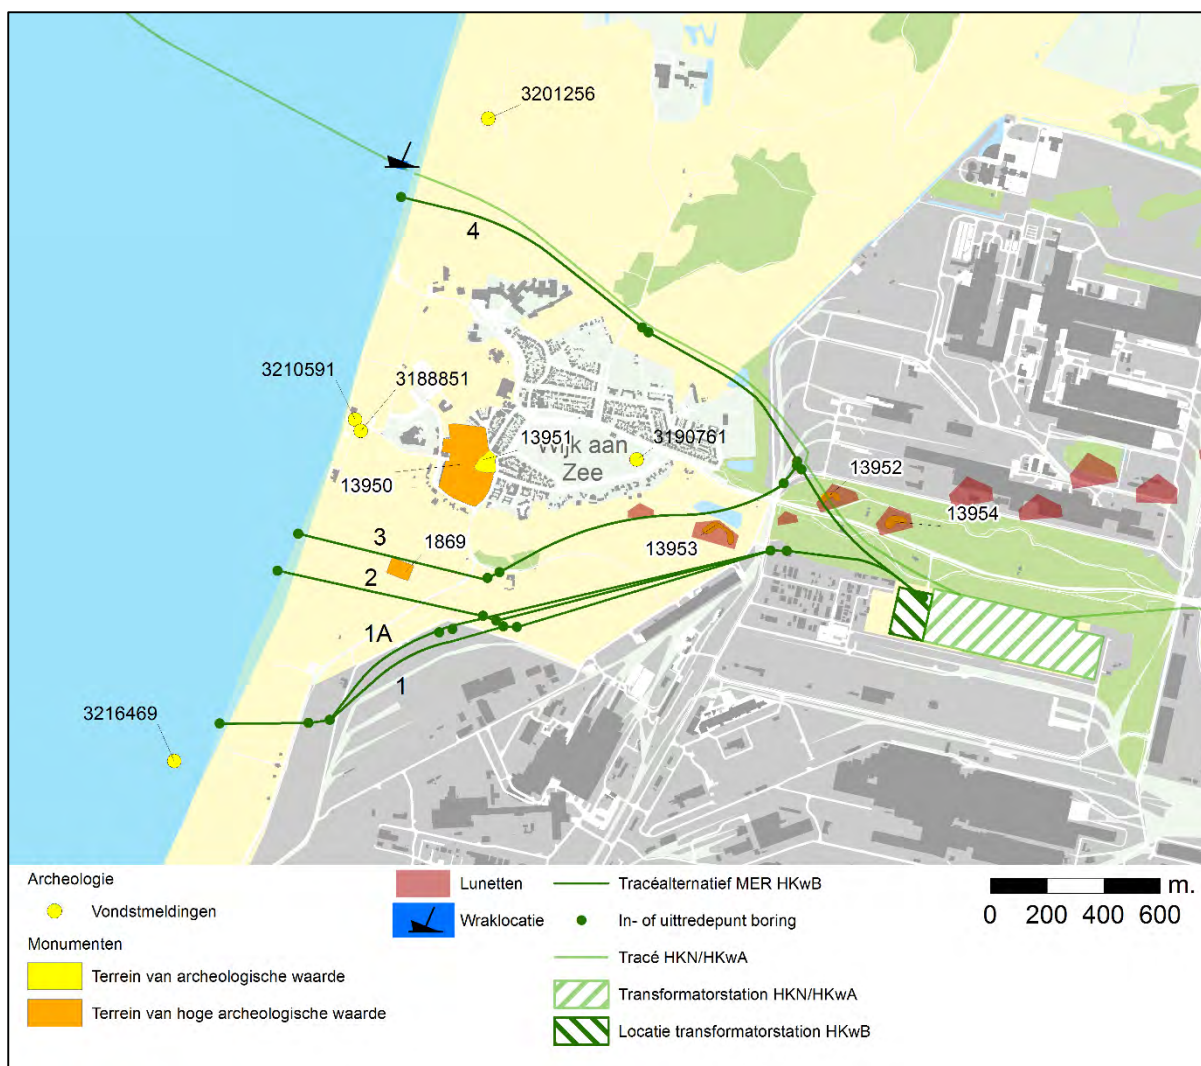 3201256
4
3210591
3188851
13951
Wijk aan
Zee
3190761
13950
13952
13954
13953
3
1869
2
1A
1
3216469
Archeologie
Vondstmeldingen
Monumenten
Terrein van archeologische waarde
Terrein van hoge archeologische waarde
Lunetten
Wraklocatie
Tracéalternatief MER HKwB
In- of uittredepunt boring
Tracé HKN/HKwA
Transformatorstation HKN/HKwA
Locatie transformatorstation HKwB
m.
0 200 400 600